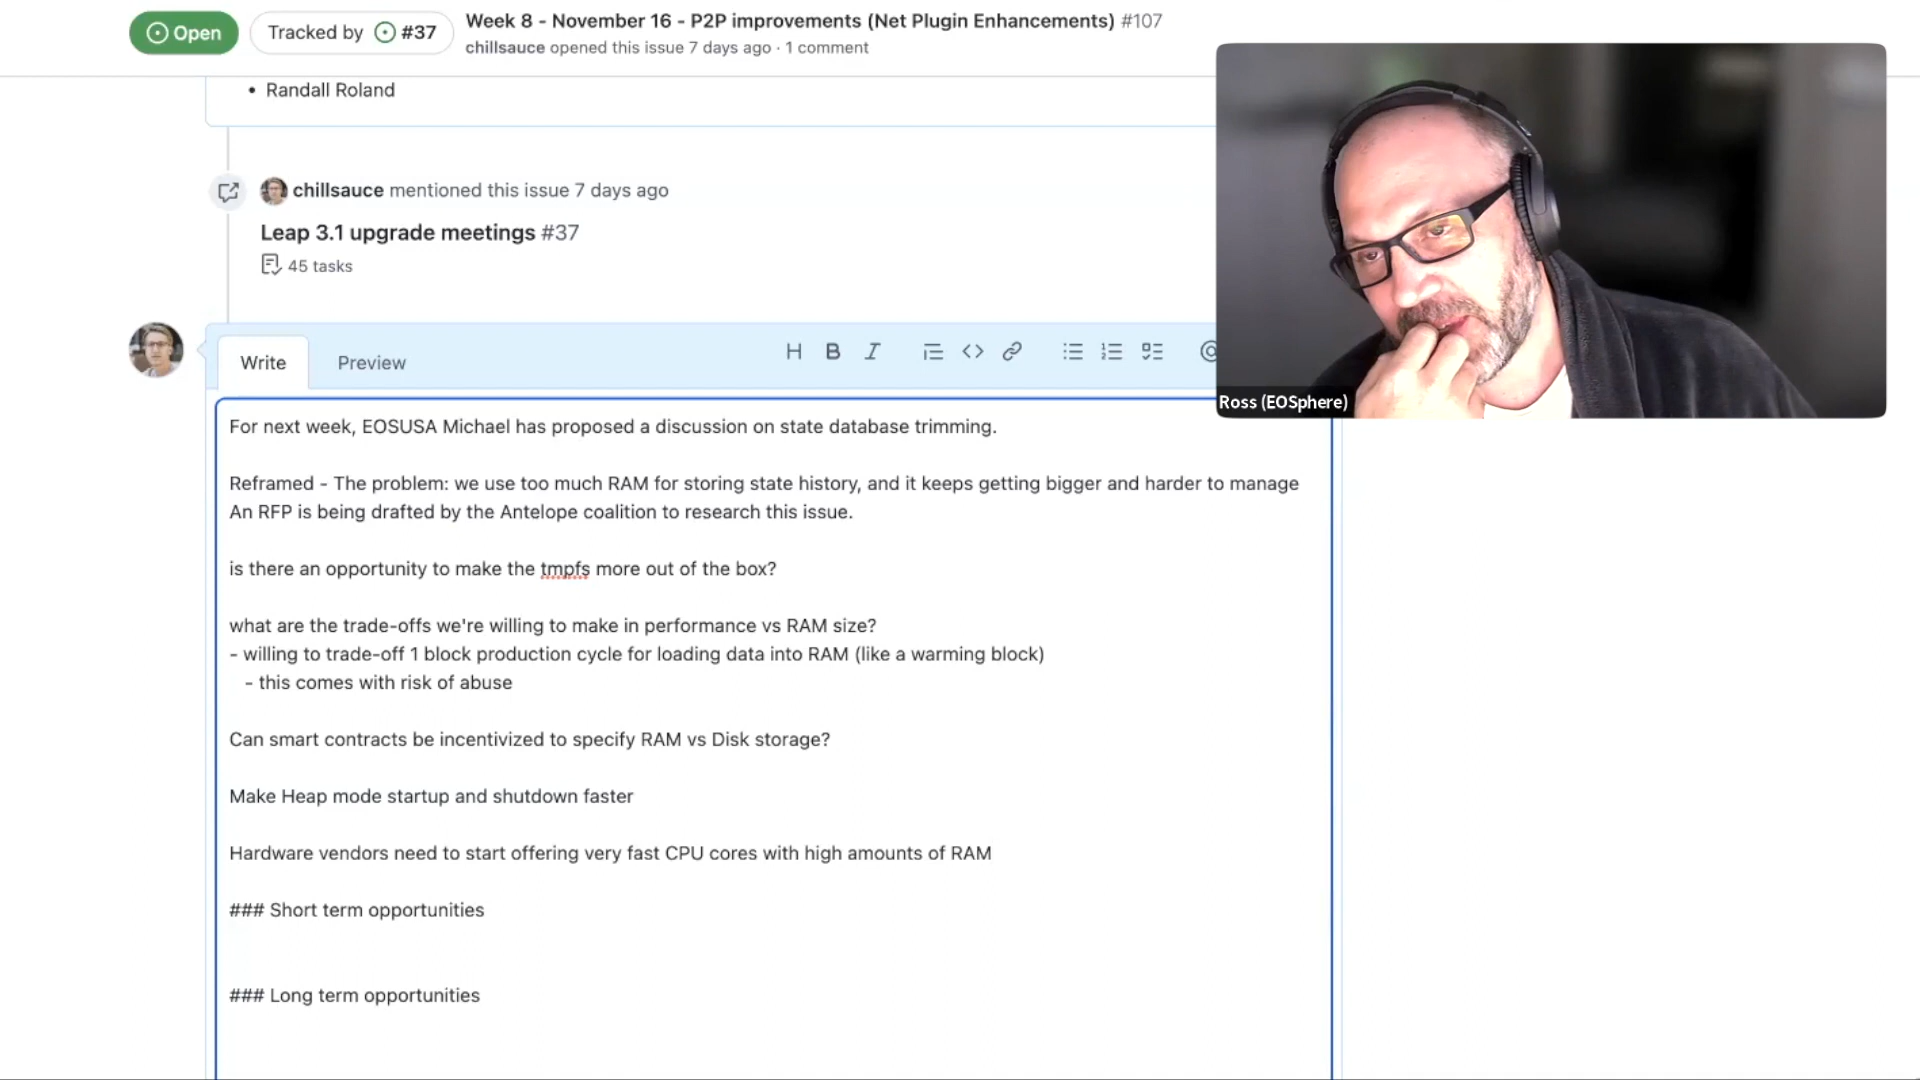 Open
Tracked by #37
Week 8 - November 16 - P2P improvements (Net Plugin Enhancements) #107
chillsauce opened this issue 7 days ago · 1 comment
• Randall Roland
chillsauce mentioned this issue 7 days ago
Leap 3.1 upgrade meetings #37
45 tasks
Write
Preview
H B I
Ross (EOSphere)
For next week, EOSUSA Michael has proposed a discussion on state database trimming.
Reframed - The problem: we use too much RAM for storing state history, and it keeps getting bigger and harder to manage
An RFP is being drafted by the Antelope coalition to research this issue.
is there an opportunity to make the tmpfs more out of the box?
what are the trade-offs we're willing to make in performance vs RAM size?
- willing to trade-off 1 block production cycle for loading data into RAM (like a warming block)
- this comes with risk of abuse
Can smart contracts be incentivized to specify RAM vs Disk storage?
Make Heap mode startup and shutdown faster
Hardware vendors need to start offering very fast CPU cores with high amounts of RAM
### Short term opportunities
### Long term opportunities